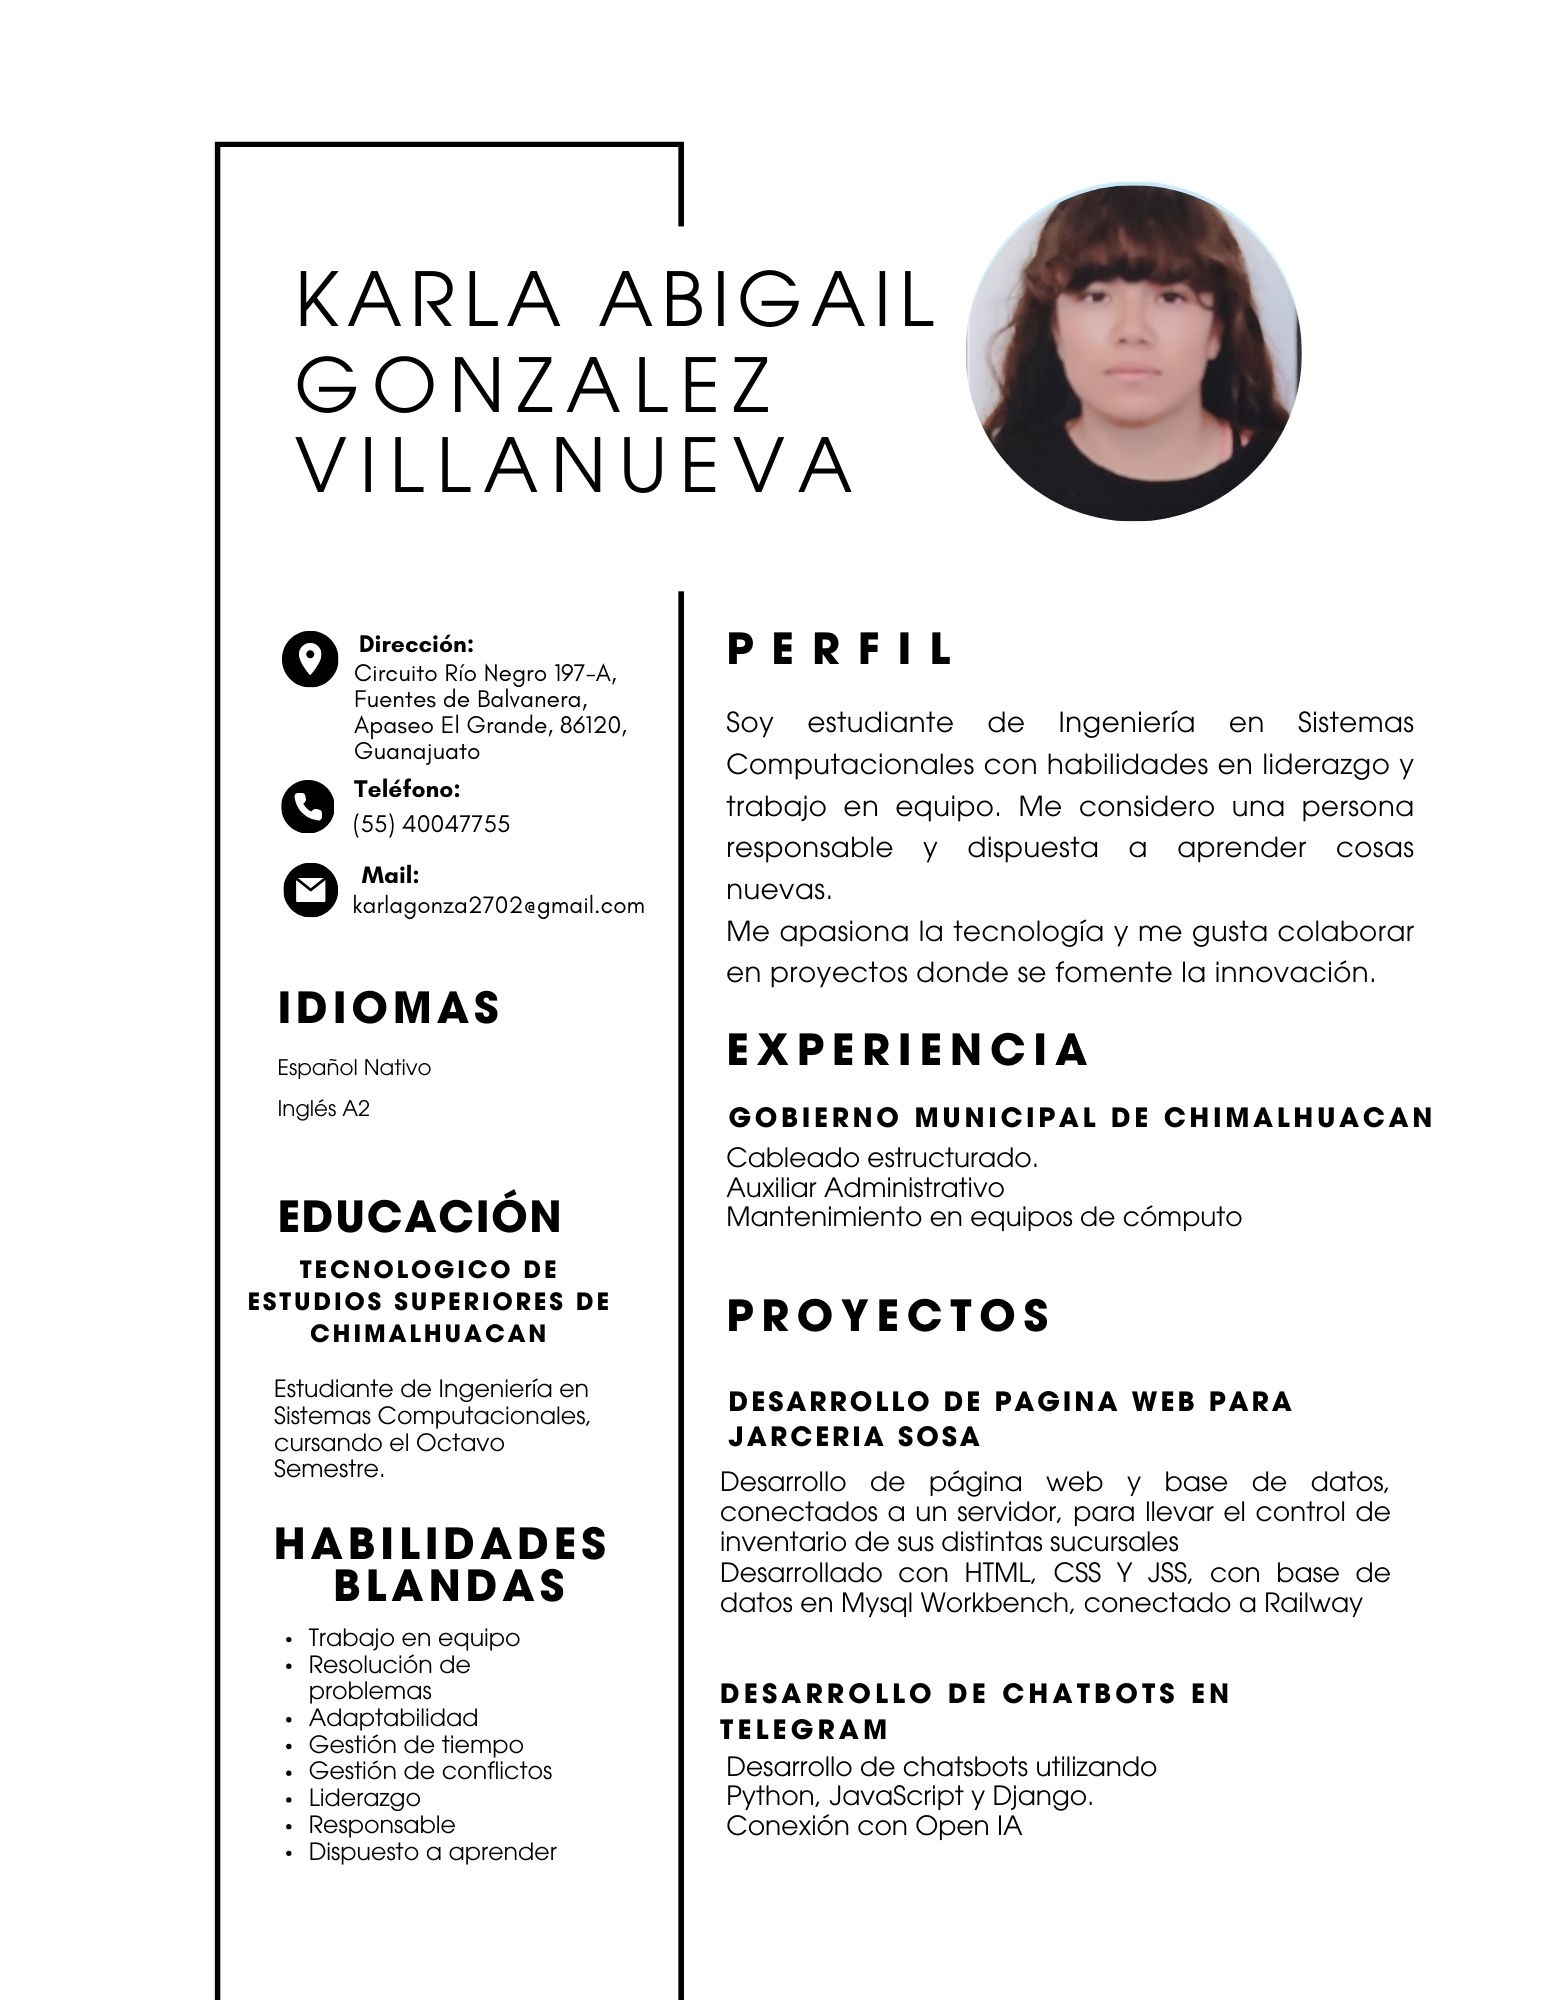 KARLA ABIGAIL
GONZALEZ
VILLANUEVA
Dirección:
Circuito Río Negro 197-A,
Fuentes de Balvanera,
Apaseo El Grande, 86120,
Guanajuato
Teléfono:
(55) 40047755
Mail:
karlagonza2702@gmail.com
IDIOMAS
Español Nativo
Inglés A2
EDUCACIÓN
TECNOLOGICO DE
ESTUDIOS SUPERIORES DE
CHIMALHUACAN
Estudiante de Ingeniería en
Sistemas Computacionales,
cursando el Octavo
Semestre.
HABILIDADES
BLANDAS
• Trabajo en equipo
• Resolución de
problemas
• Adaptabilidad
• Gestión de tiempo
• Gestión de conflictos
• Liderazgo
• Responsable
• Dispuesto a aprender
PERFIL
Soy estudiante de Ingeniería en Sistemas
Computacionales con habilidades en liderazgo y
trabajo en equipo. Me considero una persona
responsable y dispuesta a aprender cosas
nuevas.
Me apasiona la tecnología y me gusta colaborar
en proyectos donde se fomente la innovación.
EXPERIENCIA
GOBIERNO MUNICIPAL DE CHIMALHUACAN
Cableado estructurado.
Auxiliar Administrativo
Mantenimiento en equipos de cómputo
PROYECTOS
DESARROLLO DE PAGINA WEB PARA
JARCERIA SOSA
Desarrollo de página web y base de datos,
conectados a un servidor, para llevar el control de
inventario de sus distintas sucursales
Desarrollado con HTML, CSS Y JSS, con base de
datos en Mysql Workbench, conectado a Railway
DESARROLLO DE CHATBOTS EN
TELEGRAM
Desarrollo de chatsbots utilizando
Python, JavaScript y Django.
Conexión con Open IA